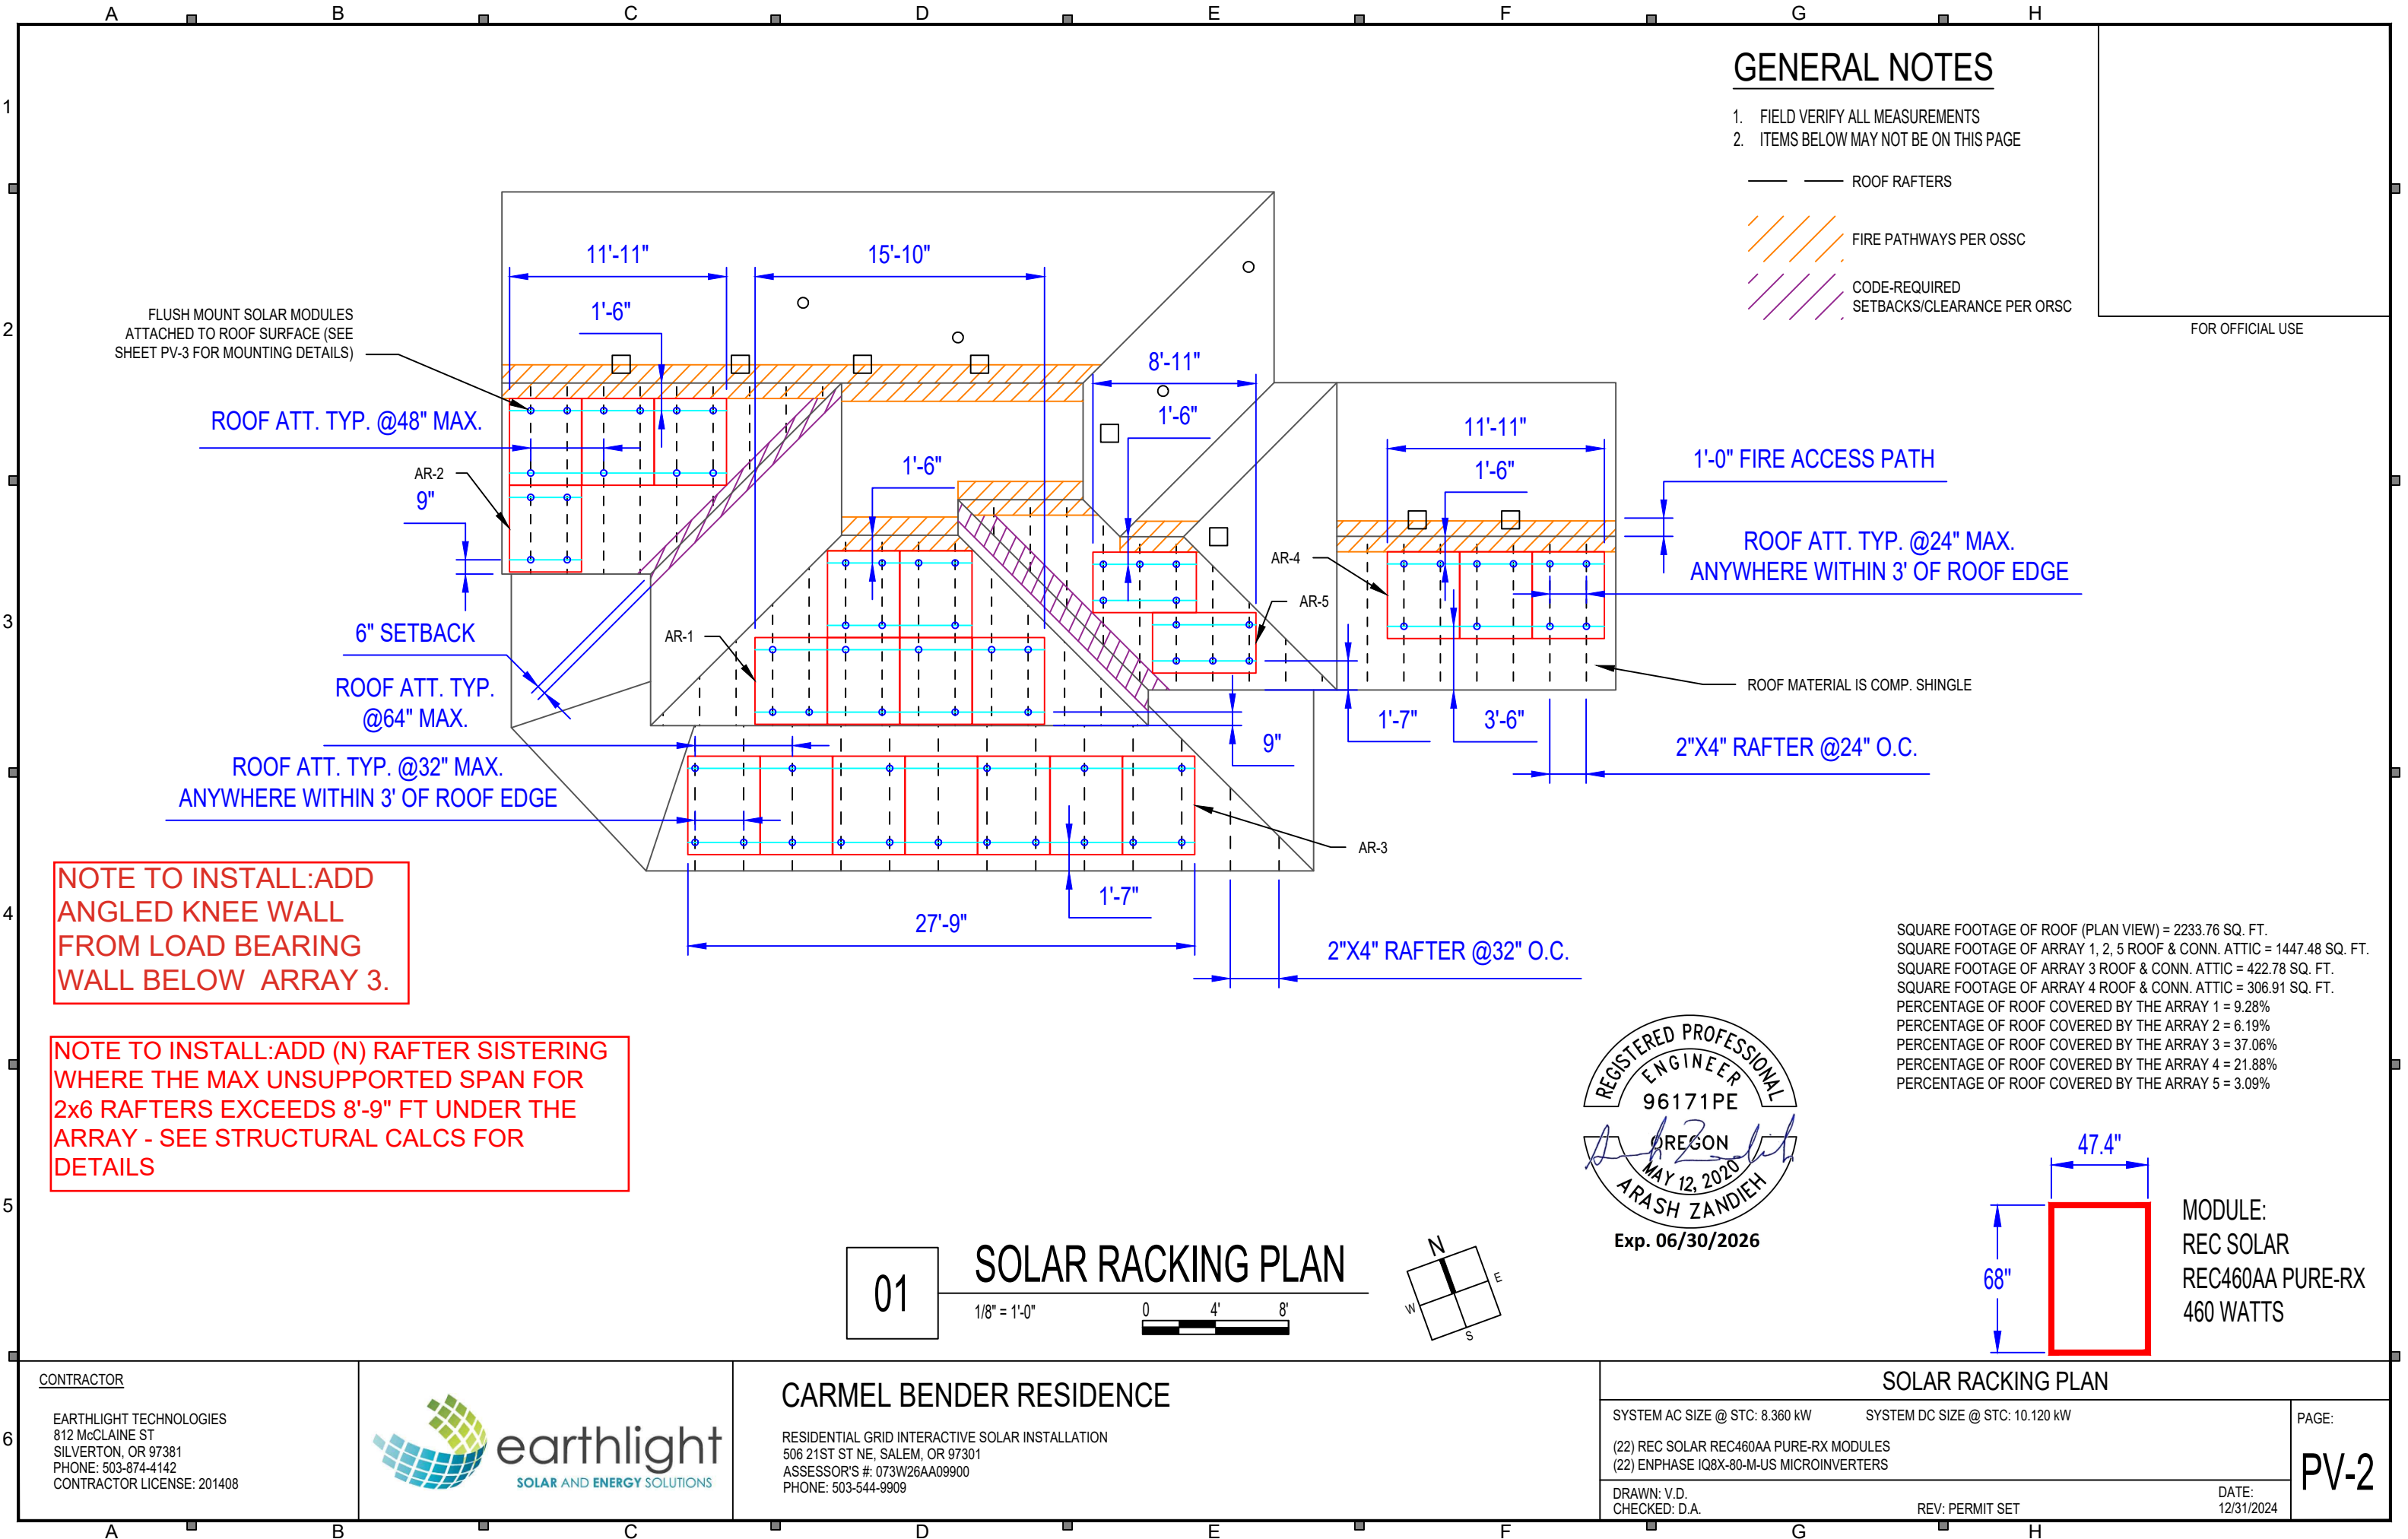 A B C D E F G H
1
2
3
4
5
6
GENERAL NOTES
1. FIELD VERIFY ALL MEASUREMENTS
2. ITEMS BELOW MAY NOT BE ON THIS PAGE
ROOF RAFTERS
FIRE PATHWAYS PER OSSC
CODE-REQUIRED
SETBACKS/CLEARANCE PER ORSC
FOR OFFICIAL USE
11'-11"
15'-10"
1'-6"
FLUSH MOUNT SOLAR MODULES
ATTACHED TO ROOF SURFACE (SEE
SHEET PV-3 FOR MOUNTING DETAILS)
8'-11"
1'-6"
ROOF ATT. TYP. @48" MAX.
AR-2
9"
1'-6"
11'-11"
1'-6"
1'-0" FIRE ACCESS PATH
ROOF ATT. TYP. @24" MAX.
ANYWHERE WITHIN 3' OF ROOF EDGE
AR-4
AR-5
6" SETBACK
AR-1
ROOF ATT. TYP.
@64" MAX.
ROOF MATERIAL IS COMP. SHINGLE
1'-7"
3'-6"
9"
2"X4" RAFTER @24" O.C.
ROOF ATT. TYP. @32" MAX.
ANYWHERE WITHIN 3' OF ROOF EDGE
AR-3
1'-7"
27'-9"
2"X4" RAFTER @32" O.C.
NOTE TO INSTALL:ADD
ANGLED KNEE WALL
FROM LOAD BEARING
WALL BELOW ARRAY 3.
NOTE TO INSTALL:ADD (N) RAFTER SISTERING
WHERE THE MAX UNSUPPORTED SPAN FOR
2x6 RAFTERS EXCEEDS 8'-9" FT UNDER THE
ARRAY - SEE STRUCTURAL CALCS FOR
DETAILS
SQUARE FOOTAGE OF ROOF (PLAN VIEW) = 2233.76 SQ. FT.
SQUARE FOOTAGE OF ARRAY 1, 2, 5 ROOF & CONN. ATTIC = 1447.48 SQ. FT.
SQUARE FOOTAGE OF ARRAY 3 ROOF & CONN. ATTIC = 422.78 SQ. FT.
SQUARE FOOTAGE OF ARRAY 4 ROOF & CONN. ATTIC = 306.91 SQ. FT.
PERCENTAGE OF ROOF COVERED BY THE ARRAY 1 = 9.28%
PERCENTAGE OF ROOF COVERED BY THE ARRAY 2 = 6.19%
PERCENTAGE OF ROOF COVERED BY THE ARRAY 3 = 37.06%
PERCENTAGE OF ROOF COVERED BY THE ARRAY 4 = 21.88%
PERCENTAGE OF ROOF COVERED BY THE ARRAY 5 = 3.09%
REGISTERED PROFESSIONAL
ENGINEER
96171PE
OREGON
MAY 12, 2020
ARASH ZANDIEH
Exp. 06/30/2026
47.4"
68"
MODULE:
REC SOLAR
REC460AA PURE-RX
460 WATTS
01
SOLAR RACKING PLAN
1/8" = 1'-0"
0 4' 8'
N
E
W
S
CONTRACTOR
EARTHLIGHT TECHNOLOGIES
812 McCLAINE ST
SILVERTON, OR 97381
PHONE: 503-874-4142
CONTRACTOR LICENSE: 201408
earthlight
SOLAR AND ENERGY SOLUTIONS
CARMEL BENDER RESIDENCE
RESIDENTIAL GRID INTERACTIVE SOLAR INSTALLATION
506 21ST ST NE, SALEM, OR 97301
ASSESSOR'S #: 073W26AA09900
PHONE: 503-544-9909
SOLAR RACKING PLAN
SYSTEM AC SIZE @ STC: 8.360 kW SYSTEM DC SIZE @ STC: 10.120 kW
(22) REC SOLAR REC460AA PURE-RX MODULES
(22) ENPHASE IQ8X-80-M-US MICROINVERTERS
DRAWN: V.D.
CHECKED: D.A.
REV: PERMIT SET
DATE:
12/31/2024
PAGE:
PV-2
A B C D E F G H